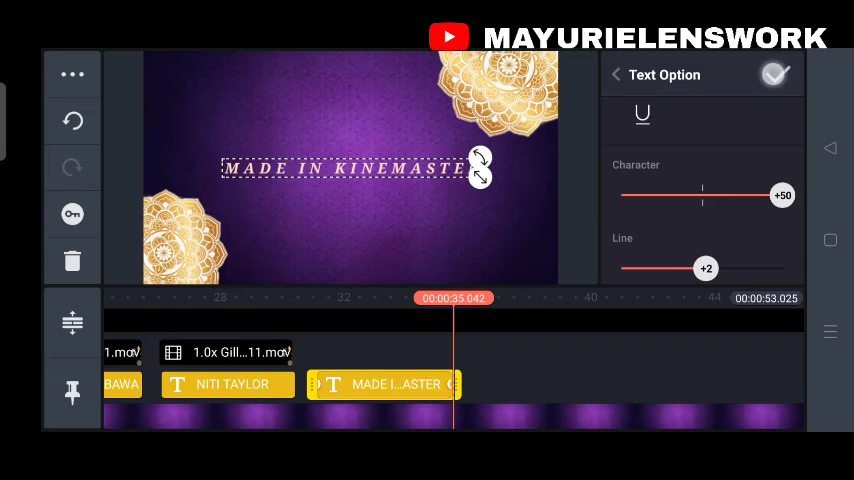 MAYURIELENSWORK
Text Option
U
Character
+50
Line
+2
MADE IN KINEMASTER
28
32
00:00:35.042
40
44
00:00:53.025
1.mov
1.0x Gill...11.mov
BAWA
T NITI TAYLOR
T MADE I...ASTER